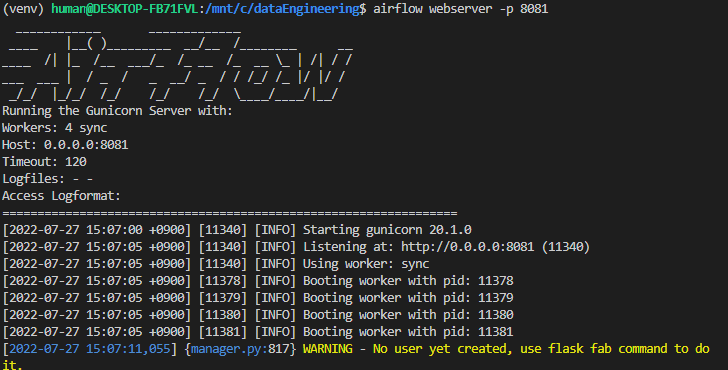 (venv) human@DESKTOP-FB71FVL:/mnt/c/dataEngineering$ airflow webserver -p 8081
  ____________       _____________
 ____    |__( )_________  __/__  /________      __
____  /| |_  /__  ___/_  /_ __  /_  __ \_ | /| / /
___  ___ |  / _  /   _  __/ _  / / /_/ /_ |/ |/ /
 _/_/  |_/_/  /_/    /_/    /_/  \____/____/|__/
Running the Gunicorn Server with:
Workers: 4 sync
Host: 0.0.0.0:8081
Timeout: 120
Logfiles: - -
Access Logformat:
=================================================================
[2022-07-27 15:07:00 +0900] [11340] [INFO] Starting gunicorn 20.1.0
[2022-07-27 15:07:05 +0900] [11340] [INFO] Listening at: http://0.0.0.0:8081 (11340)
[2022-07-27 15:07:05 +0900] [11340] [INFO] Using worker: sync
[2022-07-27 15:07:05 +0900] [11378] [INFO] Booting worker with pid: 11378
[2022-07-27 15:07:05 +0900] [11379] [INFO] Booting worker with pid: 11379
[2022-07-27 15:07:05 +0900] [11380] [INFO] Booting worker with pid: 11380
[2022-07-27 15:07:05 +0900] [11381] [INFO] Booting worker with pid: 11381
[2022-07-27 15:07:11,055] {manager.py:817} WARNING - No user yet created, use flask fab command to do
it.